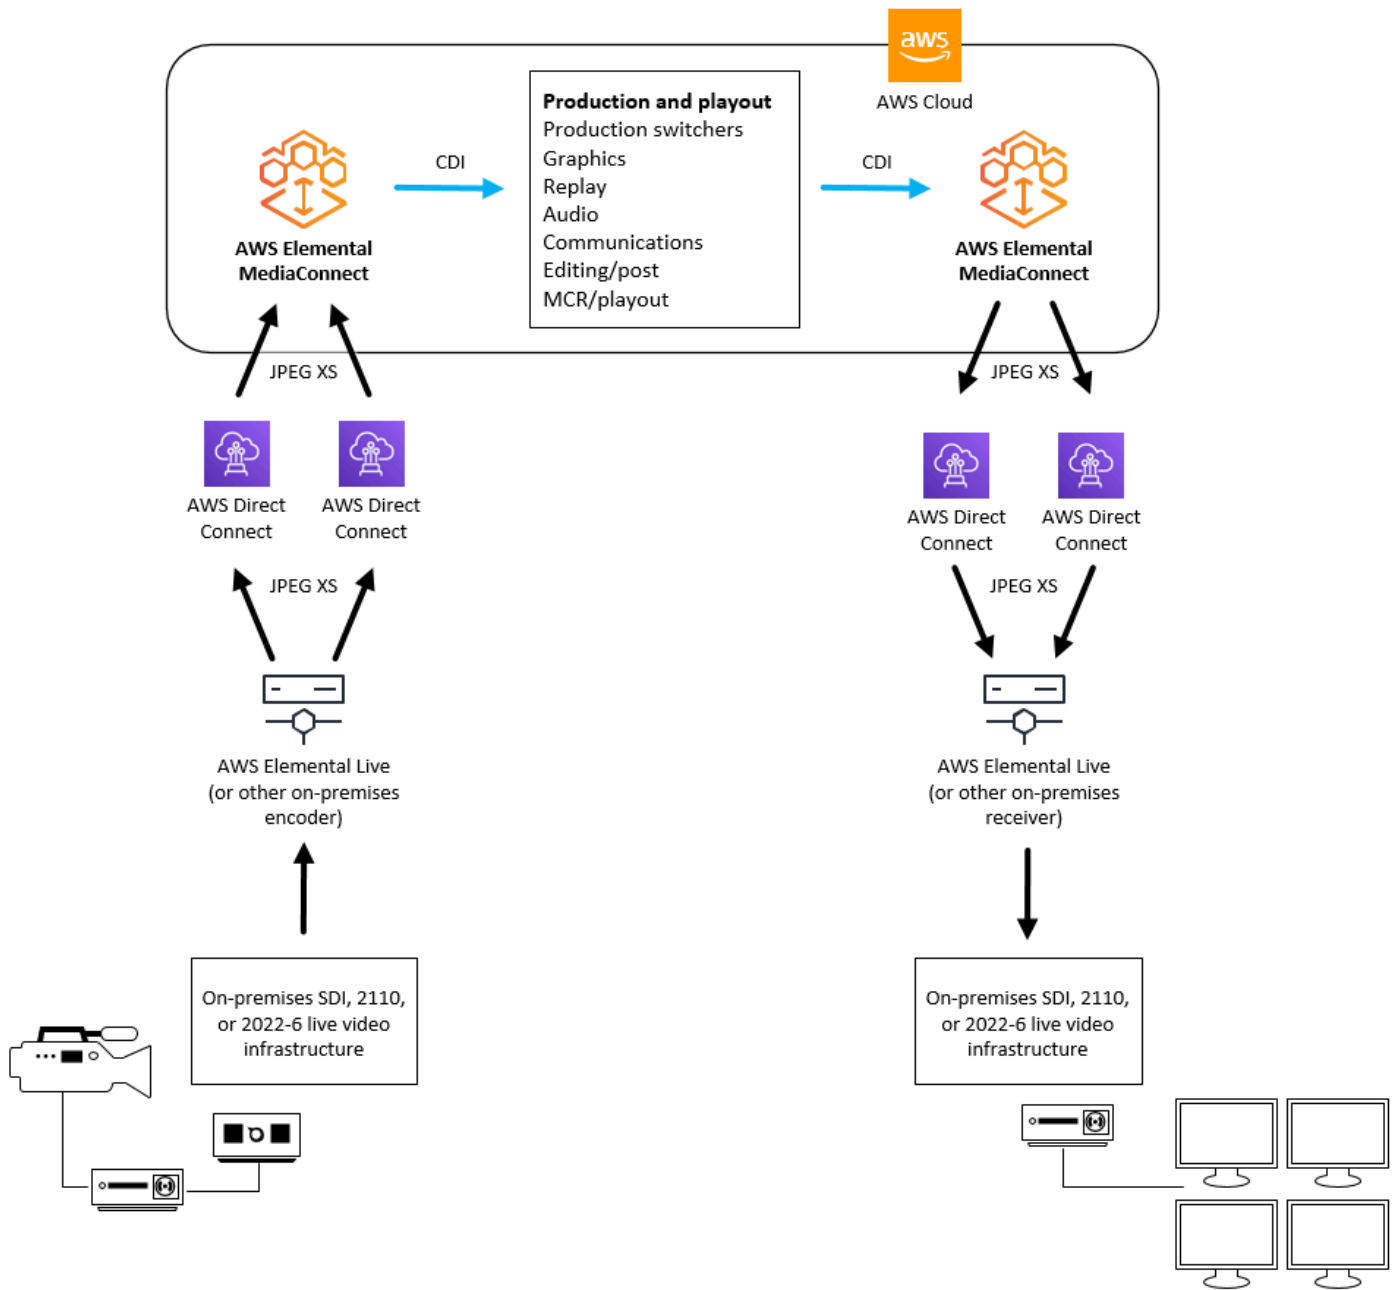 aws
AWS Cloud
AWS Elemental
MediaConnect
CDI
Production and playout
Production switchers
Graphics
Replay
Audio
Communications
Editing/post
MCR/playout
CDI
AWS Elemental
MediaConnect
JPEG XS
AWS Direct
Connect
AWS Direct
Connect
JPEG XS
AWS Elemental Live
(or other on-premises
encoder)
On-premises SDI, 2110,
or 2022-6 live video
infrastructure
JPEG XS
AWS Direct
Connect
AWS Direct
Connect
JPEG XS
AWS Elemental Live
(or other on-premises
receiver)
On-premises SDI, 2110,
or 2022-6 live video
infrastructure